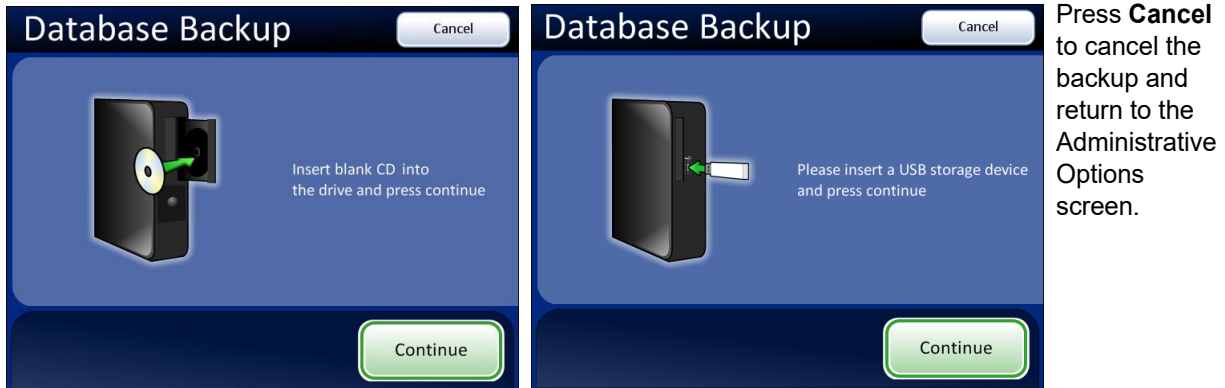 Database Backup
Cancel
Insert blank CD into
the drive and press continue
Continue
Database Backup
Cancel
Please insert a USB storage device
and press continue
Continue
Press Cancel
to cancel the
backup and
return to the
Administrative
Options
screen.